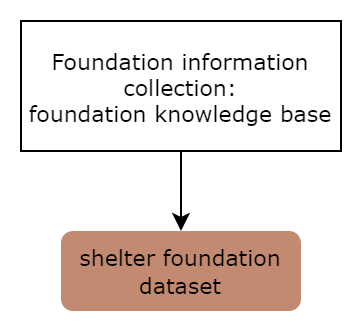 Foundation information
collection:
foundation knowledge base
shelter foundation
dataset